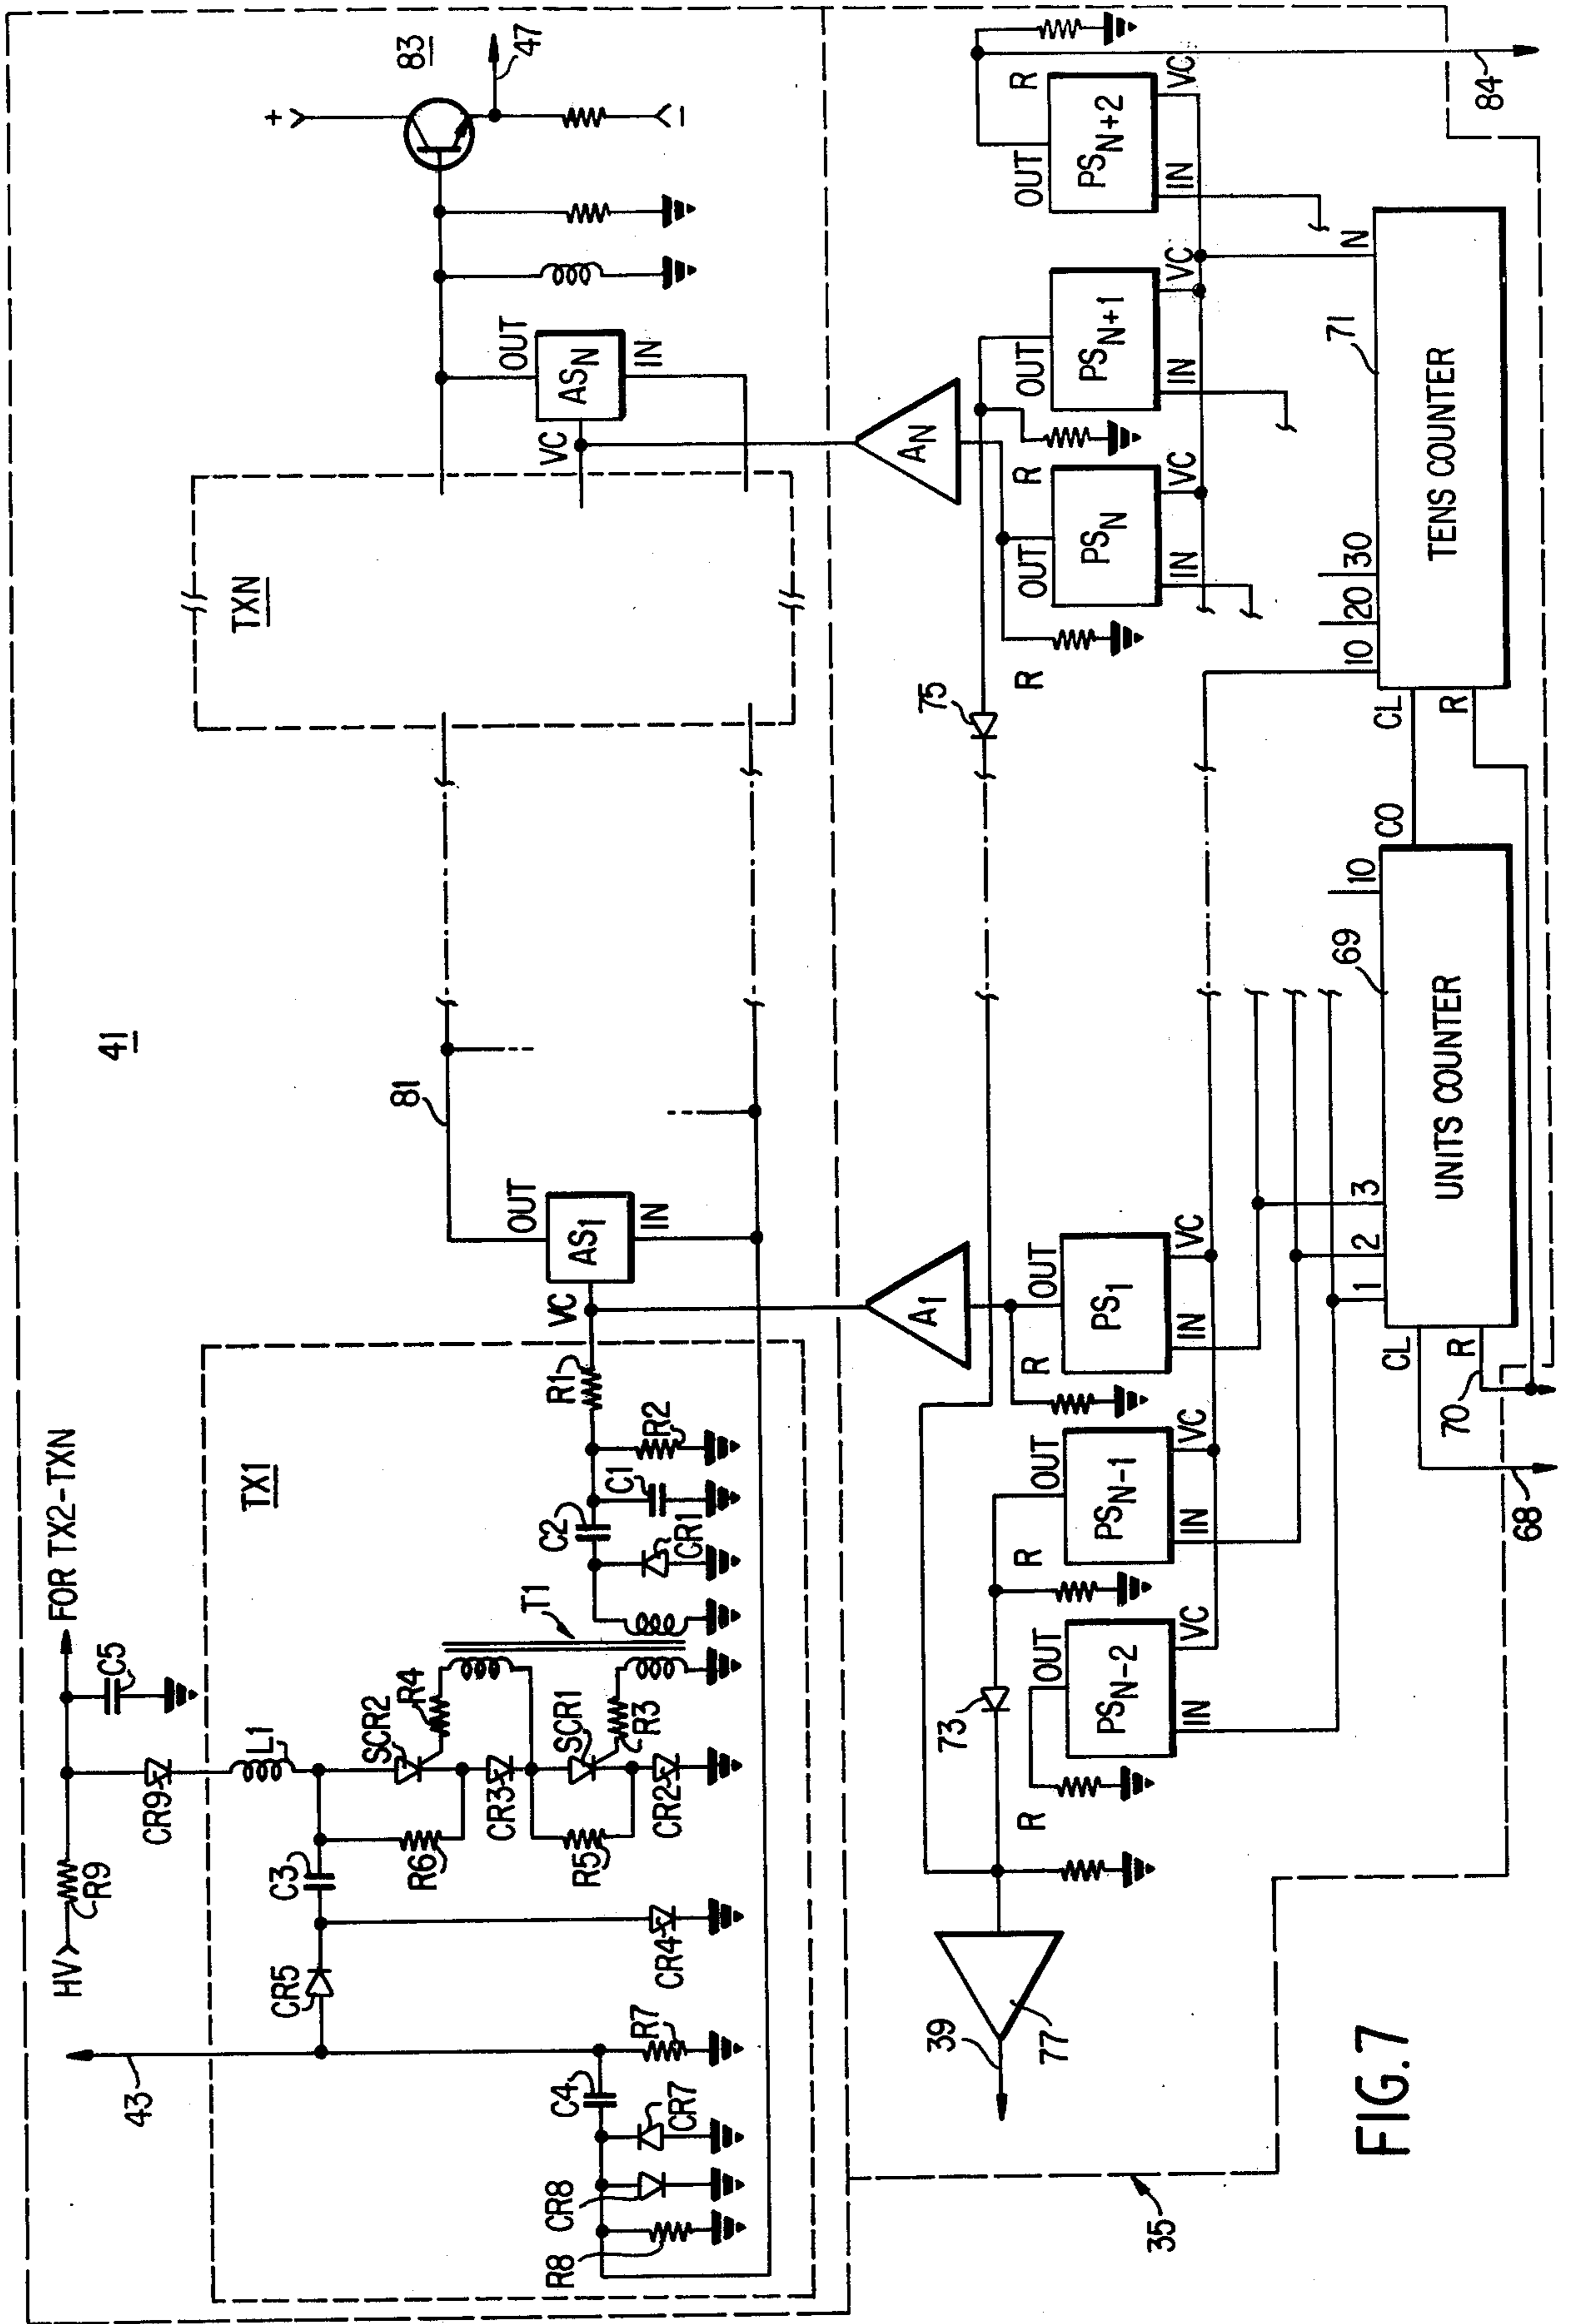 41
HV
R9
C5
FOR TX2-TXN
43
CR9
TX1
L1
CR5
C3
R6
SCR2
R4
CR3
SCR1
R3
R5
CR2
CR4
T1
C2
C1
CR1
R2
R1
R7
C4
CR7
CR8
R8
VC
AS1
OUT
IN
81
TXN
VC
ASN
OUT
IN
83
+
47
−
39
77
73
R
OUT
PSN-2
IN
VC
R
OUT
PSN-1
IN
VC
R
OUT
PS1
IN
VC
A1
75
AN
R
OUT
PSN
IN
VC
R
OUT
PSN+1
IN
VC
OUT
R
PSN+2
IN
VC
84
68
70
CL
R
1
2
3
69
10
CO
UNITS COUNTER
CL
R
10
20
30
71
N
TENS COUNTER
35
FIG.7